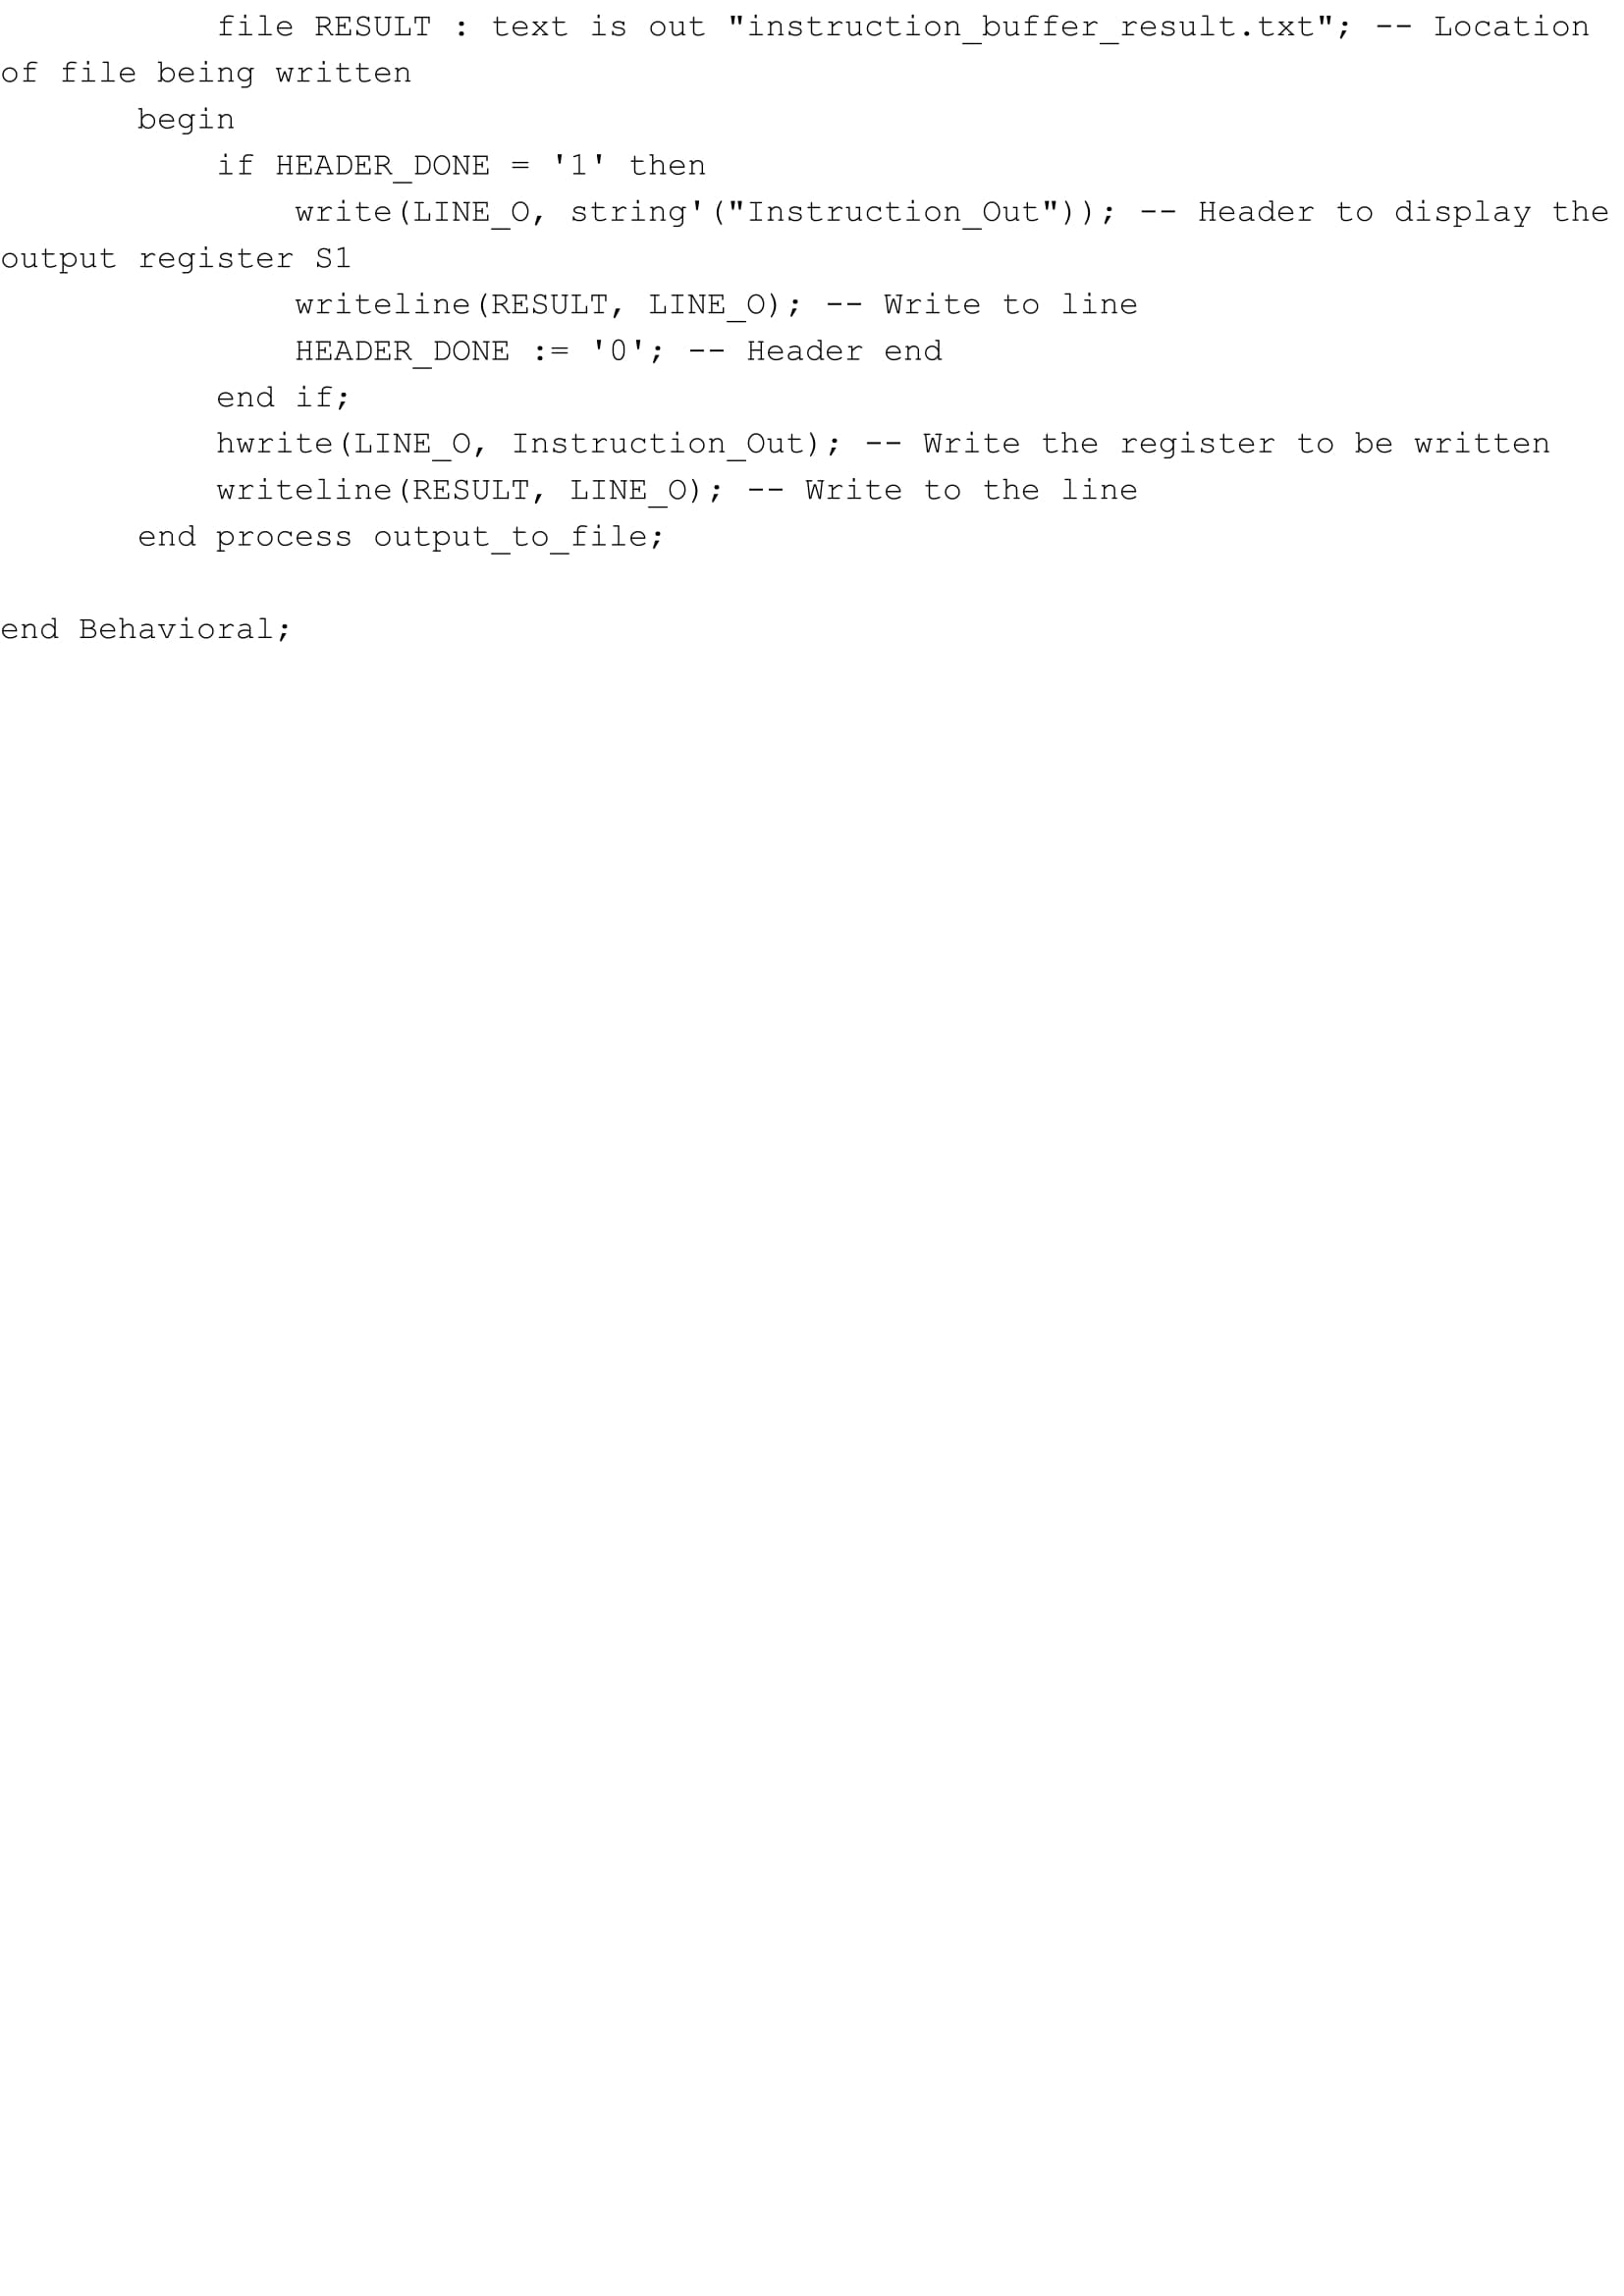 file RESULT : text is out "instruction_buffer_result.txt"; -- Location
of file being written
begin
if HEADER_DONE = '1' then
write(LINE_O, string'("Instruction_Out")); -- Header to display the
output register S1
writeline(RESULT, LINE_O); -- Write to line
HEADER_DONE := '0'; -- Header end
end if;
hwrite(LINE_O, Instruction_Out); -- Write the register to be written
writeline(RESULT, LINE_O); -- Write to the line
end process output_to_file;
end Behavioral;